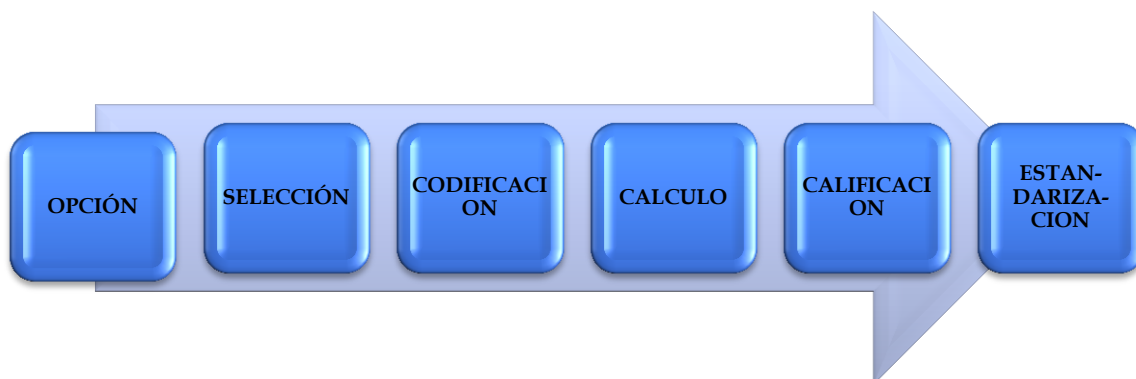 OPCIÓN
SELECCIÓN
CODIFICACI
ON
CALCULO
CALIFICACI
ON
ESTAN-
DARIZA-
CION